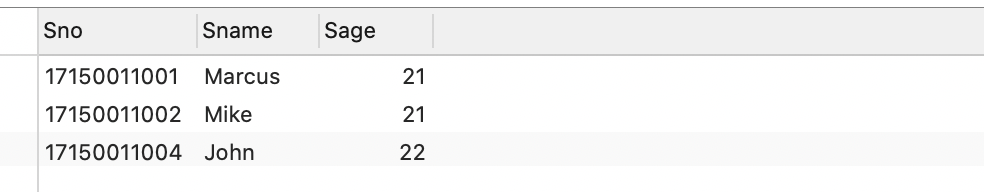 Sno Sname Sage
17150011001 Marcus 21
17150011002 Mike 21
17150011004 John 22